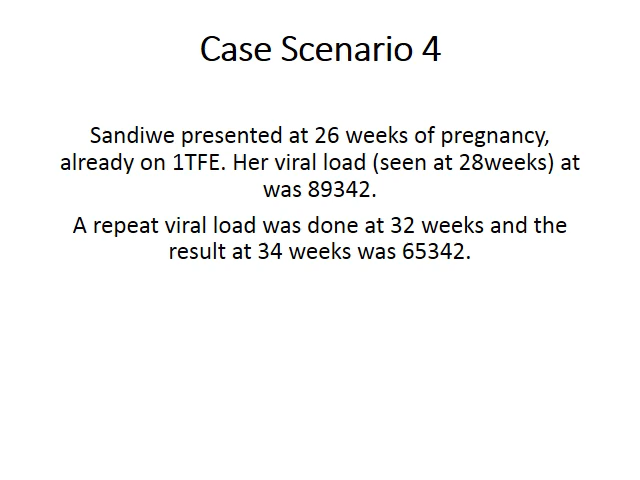 Case Scenario 4
Sandiwe presented at 26 weeks of pregnancy,
already on 1TFE. Her viral load (seen at 28weeks) at
was 89342.
A repeat viral load was done at 32 weeks and the
result at 34 weeks was 65342.